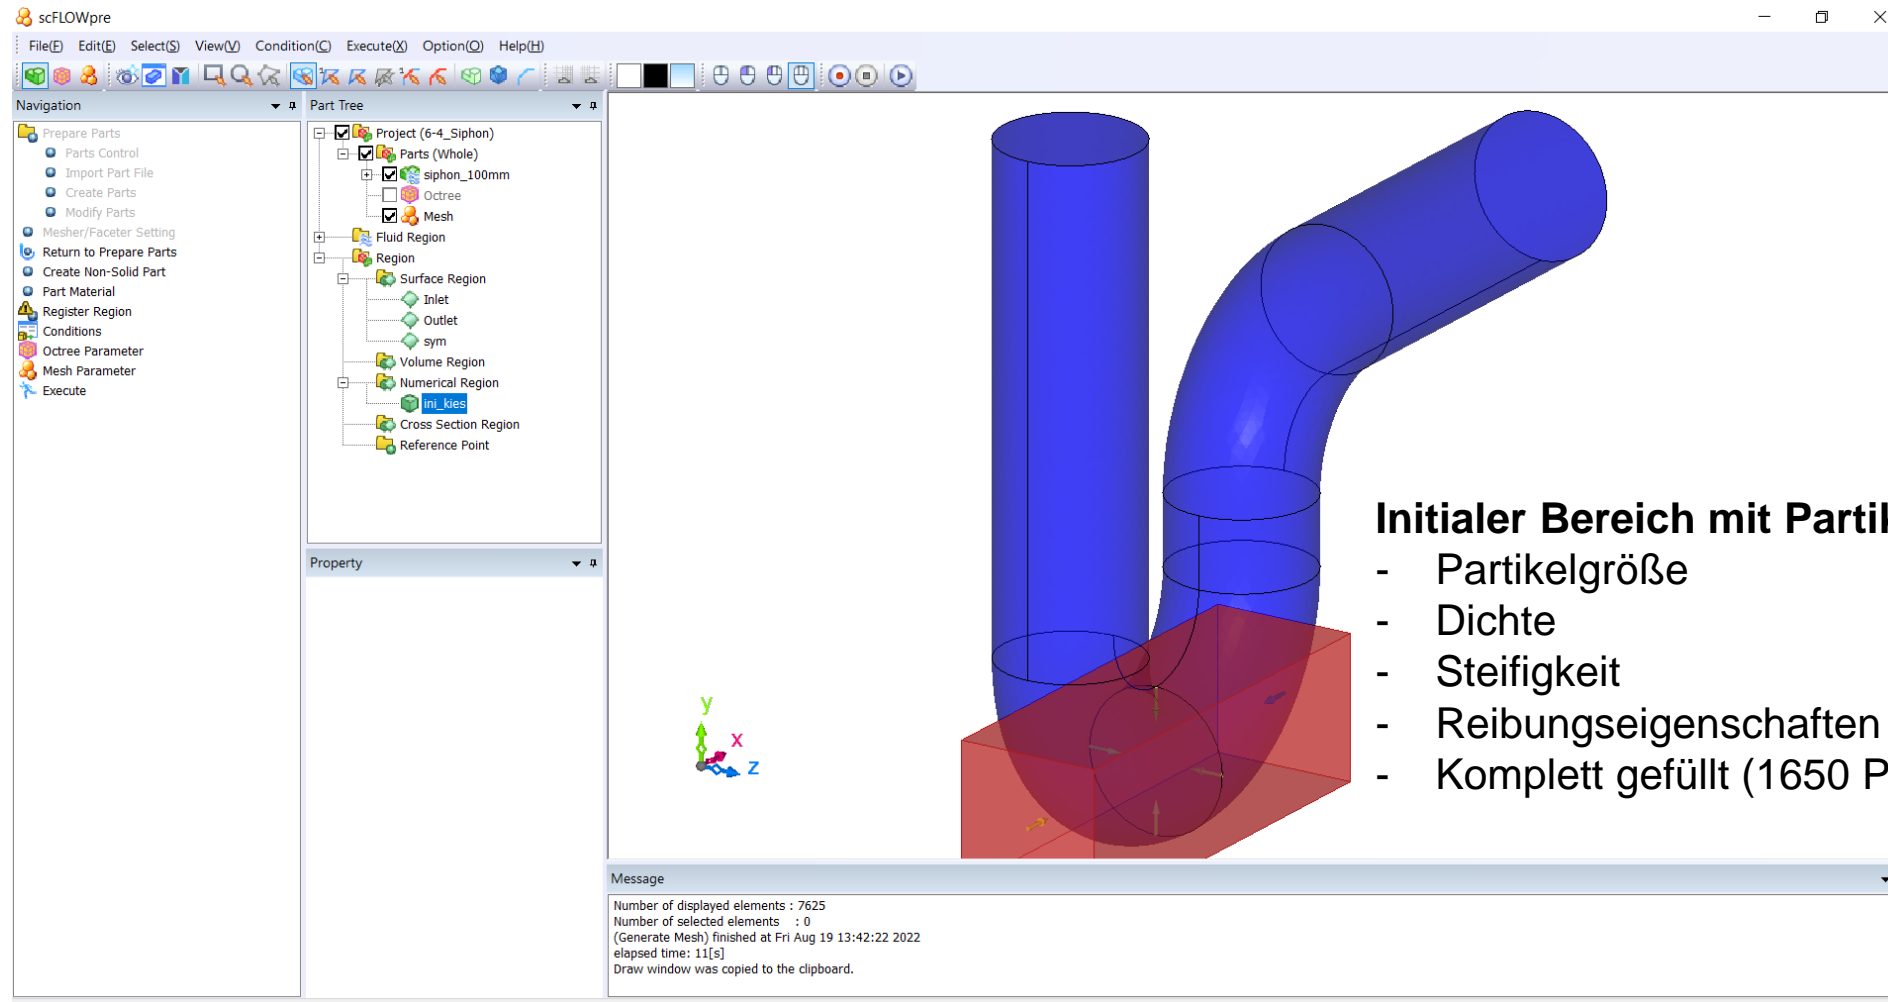 scFLOWpre
File(F) Edit(E) Select(S) View(V) Condition(C) Execute(X) Option(O) Help(H)
Navigation
Prepare Parts
Parts Control
Import Part File
Create Parts
Modify Parts
Mesher/Faceter Setting
Return to Prepare Parts
Create Non-Solid Part
Part Material
Register Region
Conditions
Octree Parameter
Mesh Parameter
Execute
Part Tree
Project (6-4_Siphon)
Parts (Whole)
siphon_100mm
Octree
Mesh
Fluid Region
Region
Surface Region
Inlet
Outlet
sym
Volume Region
Numerical Region
ini_kies
Cross Section Region
Reference Point
Property
y
x
z
Initialer Bereich mit
- Partikelgröße
- Dichte
- Steifigkeit
- Reibungseigenschaften
- Komplett gefüllt (1650
Message
Number of displayed elements : 7625
Number of selected elements : 0
(Generate Mesh) finished at Fri Aug 19 13:42:22 2022
elapsed time: 11[s]
Draw window was copied to the clipboard.